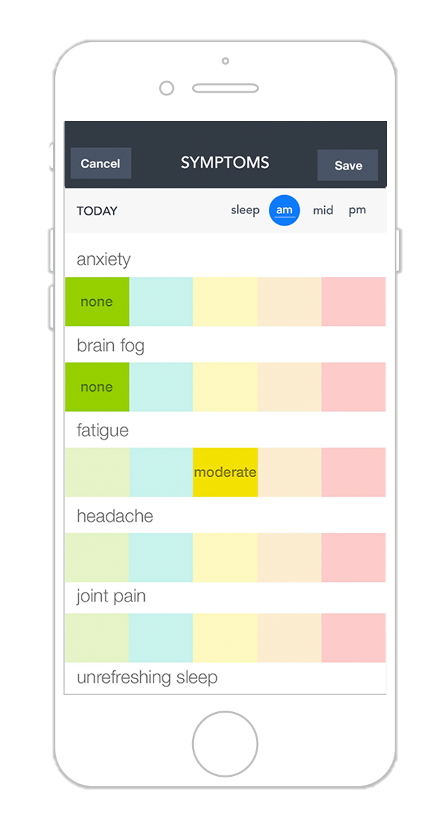 Cancel SYMPTOMS Save
TODAY sleep am mid pm
anxiety
none
brain fog
none
fatigue
moderate
headache
joint pain
unrefreshing sleep